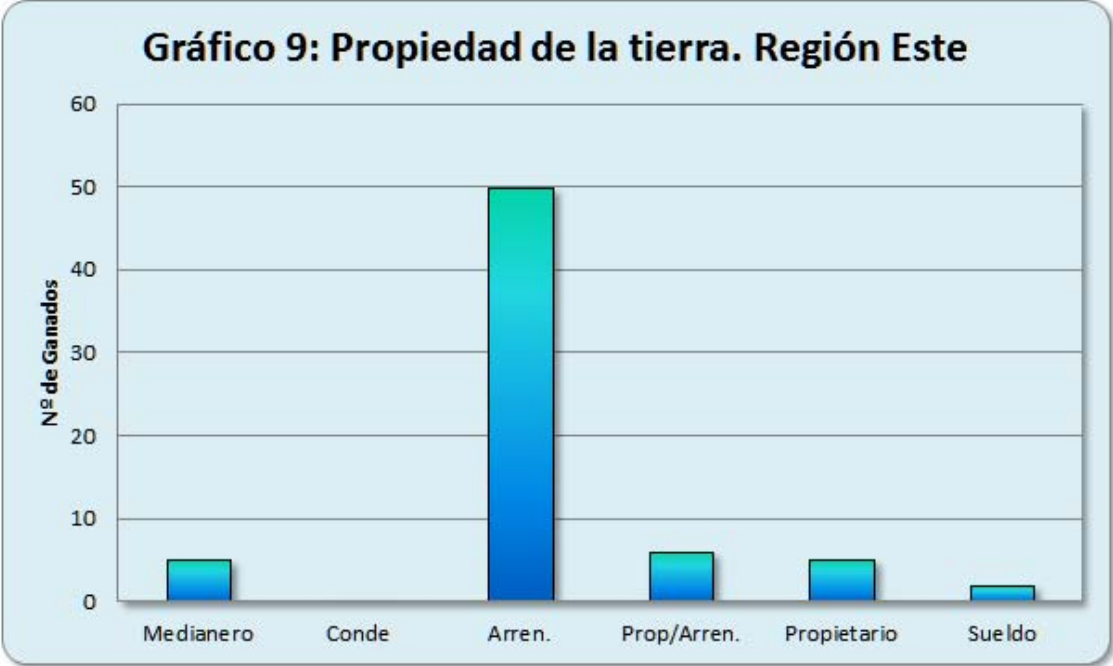 Gráfico 9: Propiedad de la tierra. Región Este
Nº de Ganados
60
50
40
30
20
10
0
Medianero Conde Arren. Prop/Arren. Propietario Sueldo